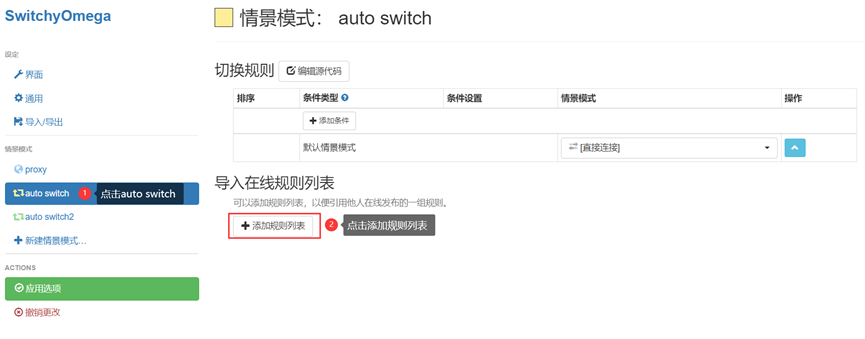 SwitchyOmega
设定
界面
通用
导入/导出
情景模式
proxy
auto switch
1 点击auto switch
auto switch2
新建情景模式...
ACTIONS
应用选项
撤销更改
情景模式： auto switch
切换规则 编辑源代码
排序 条件类型 条件设置 情景模式 操作
添加条件
默认情景模式 [直接连接]
导入在线规则列表
可以添加规则列表，以便引用他人在线发布的一组规则。
添加规则列表 2 点击添加规则列表